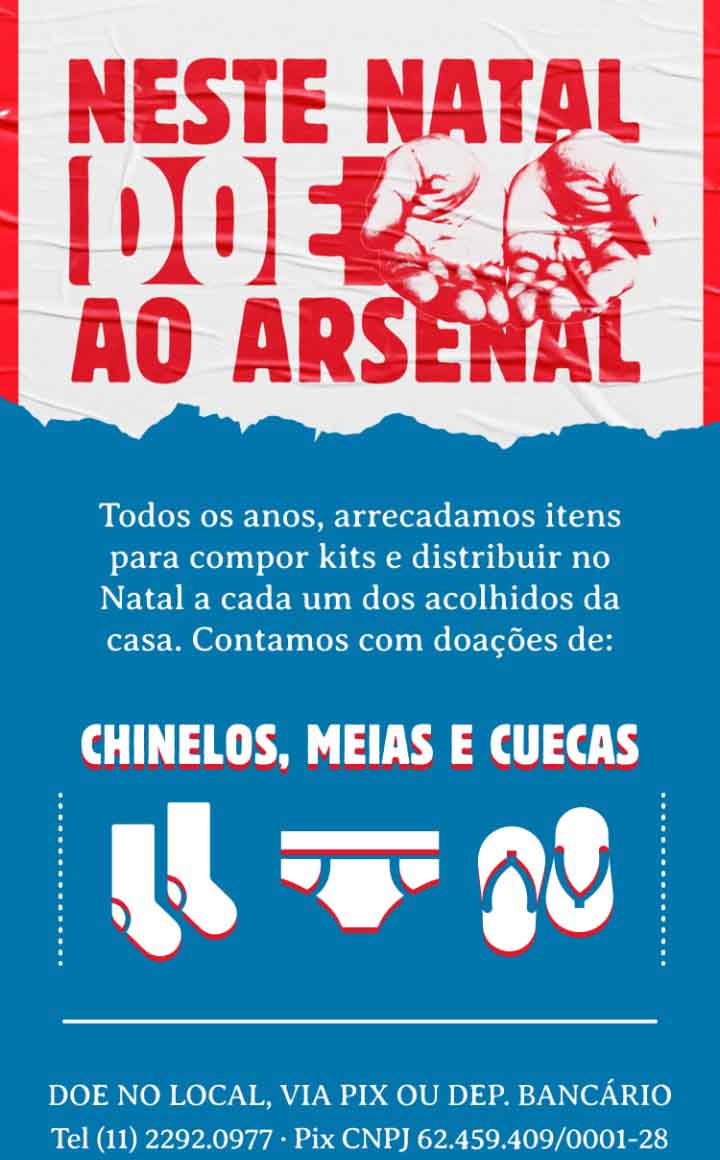 NESTE NATAL
DOE
AO ARSENAL
Todos os anos, arrecadamos itens
para compor kits e distribuir no
Natal a cada um dos acolhidos da
casa. Contamos com doações de:
CHINELOS, MEIAS E CUECAS
DOE NO LOCAL, VIA PIX OU DEP. BANCÁRIO
Tel (11) 2292.0977 · Pix CNPJ 62.459.409/0001-28